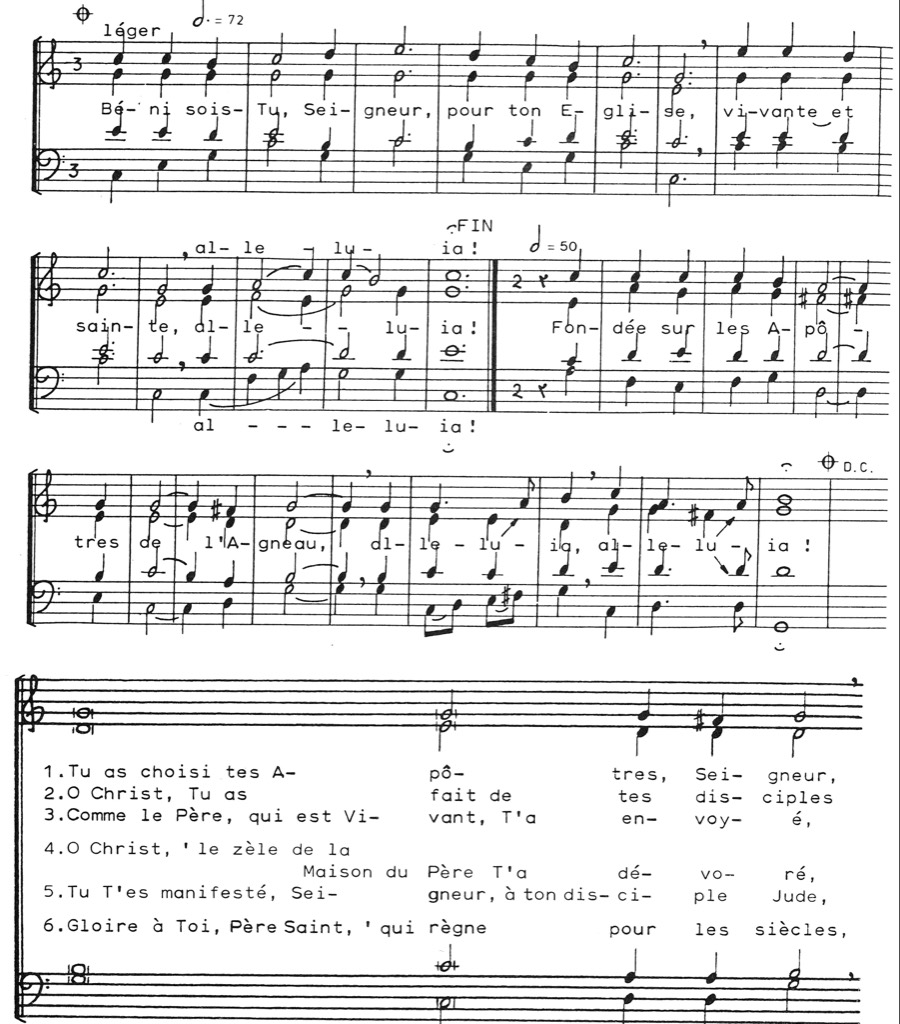 léger
𝅗𝅥. = 72
3
Bé- ni sois- Tu, Sei- gneur, pour ton E- gli- se, vi-vante et
3
FIN
al- le - lu - ia!
𝅗𝅥 = 50
2
sain- te, al- le - - lu- ia! Fon- dée sur les A- pô -
2
al - - - le- lu- ia!
D.C.
tres de l'A- gneau, al- le - lu - ia, al- le- lu - ia !
1.Tu as choisi tes A- pô- tres, Sei- gneur,
2.O Christ, Tu as fait de tes dis- ciples
3.Comme le Père, qui est Vi- vant, T'a en- voy- é,
4.O Christ, ' le zèle de la
Maison du Père T'a dé- vo- ré,
5.Tu T'es manifesté, Sei- gneur, à ton dis- ci- ple Jude,
6.Gloire à Toi, Père Saint, ' qui règne pour les siècles,